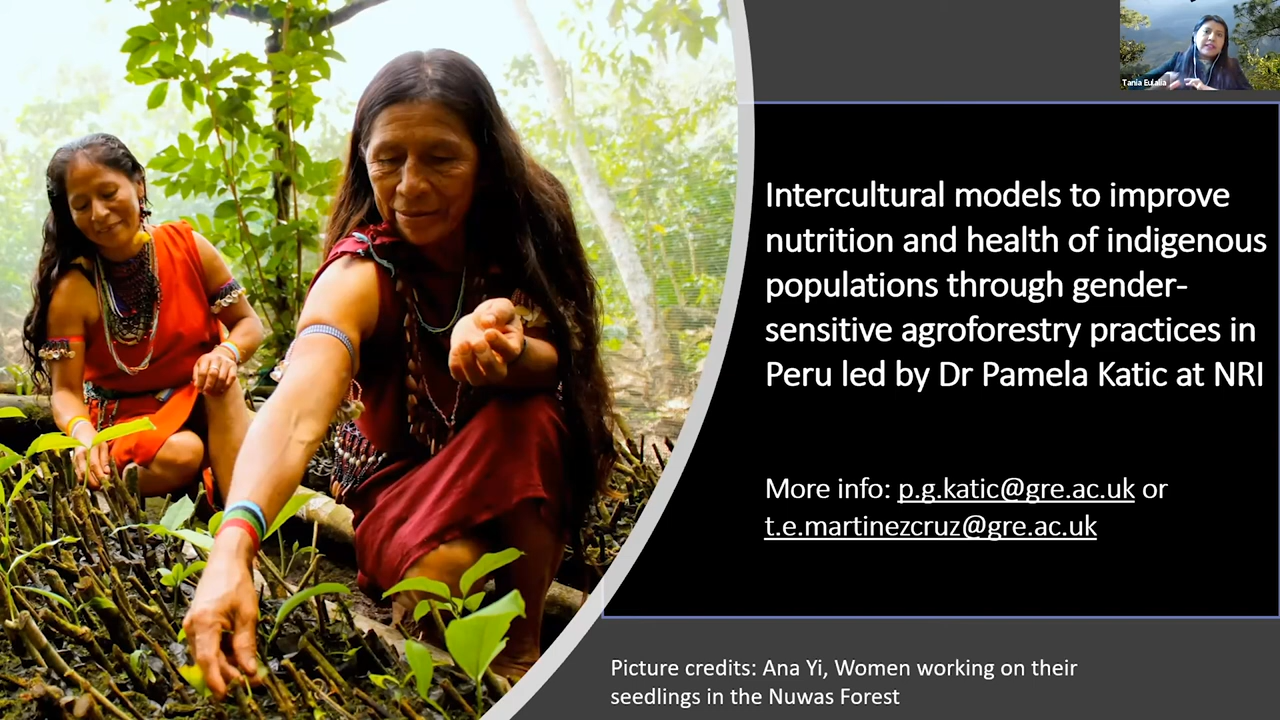 Tania Eulalia
Intercultural models to improve
nutrition and health of indigenous
populations through gender-
sensitive agroforestry practices in
Peru led by Dr Pamela Katic at NRI
More info: p.g.katic@gre.ac.uk or
t.e.martinezcruz@gre.ac.uk
Picture credits: Ana Yi, Women working on their
seedlings in the Nuwas Forest